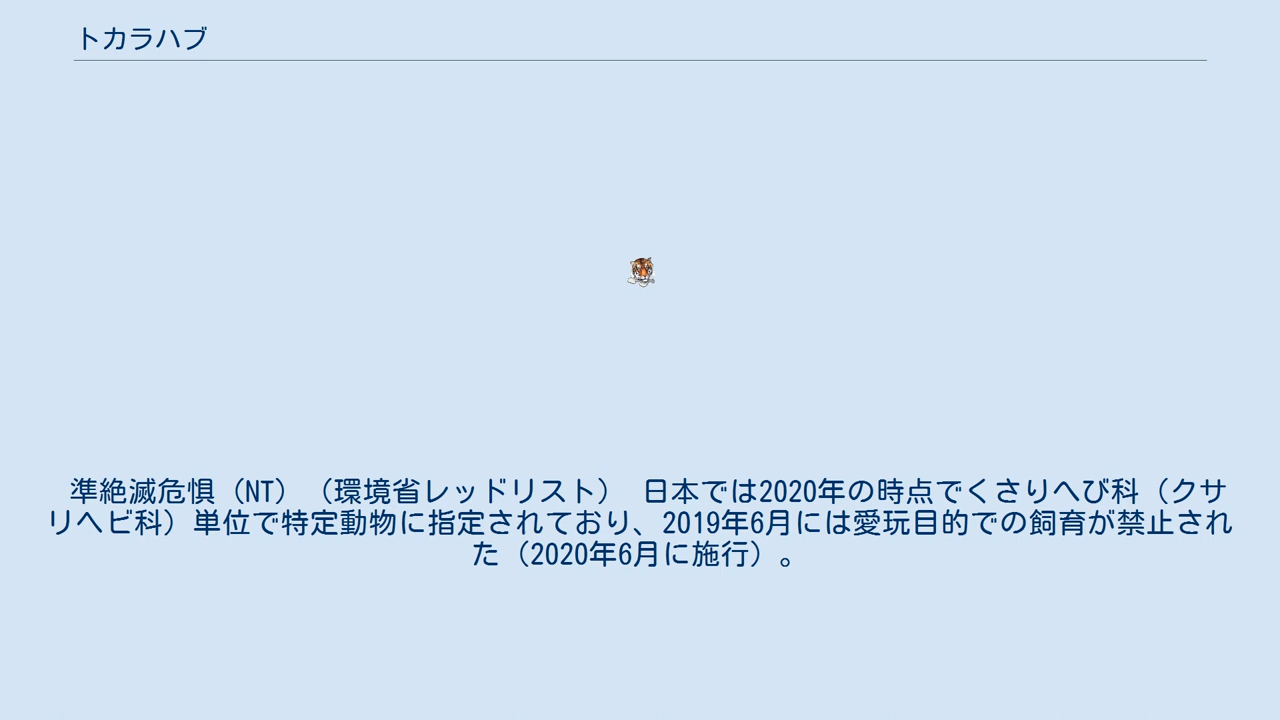 トカラハブ
準絶滅危惧（NT）（環境省レッドリスト） 日本では2020年の時点でくさりへび科（クサ
リヘビ科）単位で特定動物に指定されており、2019年6月には愛玩目的での飼育が禁止され
た（2020年6月に施行）。